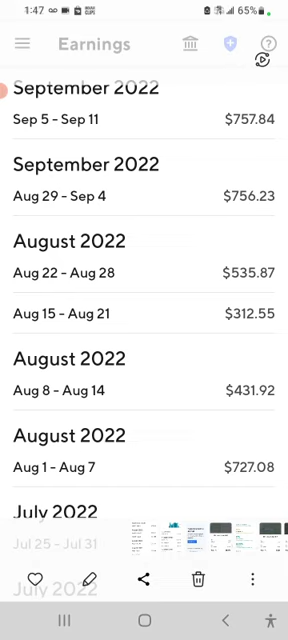 1:47
65%
Earnings
September 2022
Sep 5 - Sep 11 $757.84
September 2022
Aug 29 - Sep 4 $756.23
August 2022
Aug 22 - Aug 28 $535.87
Aug 15 - Aug 21 $312.55
August 2022
Aug 8 - Aug 14 $431.92
August 2022
Aug 1 - Aug 7 $727.08
July 2022
Jul 25 - Jul 31
July 2022